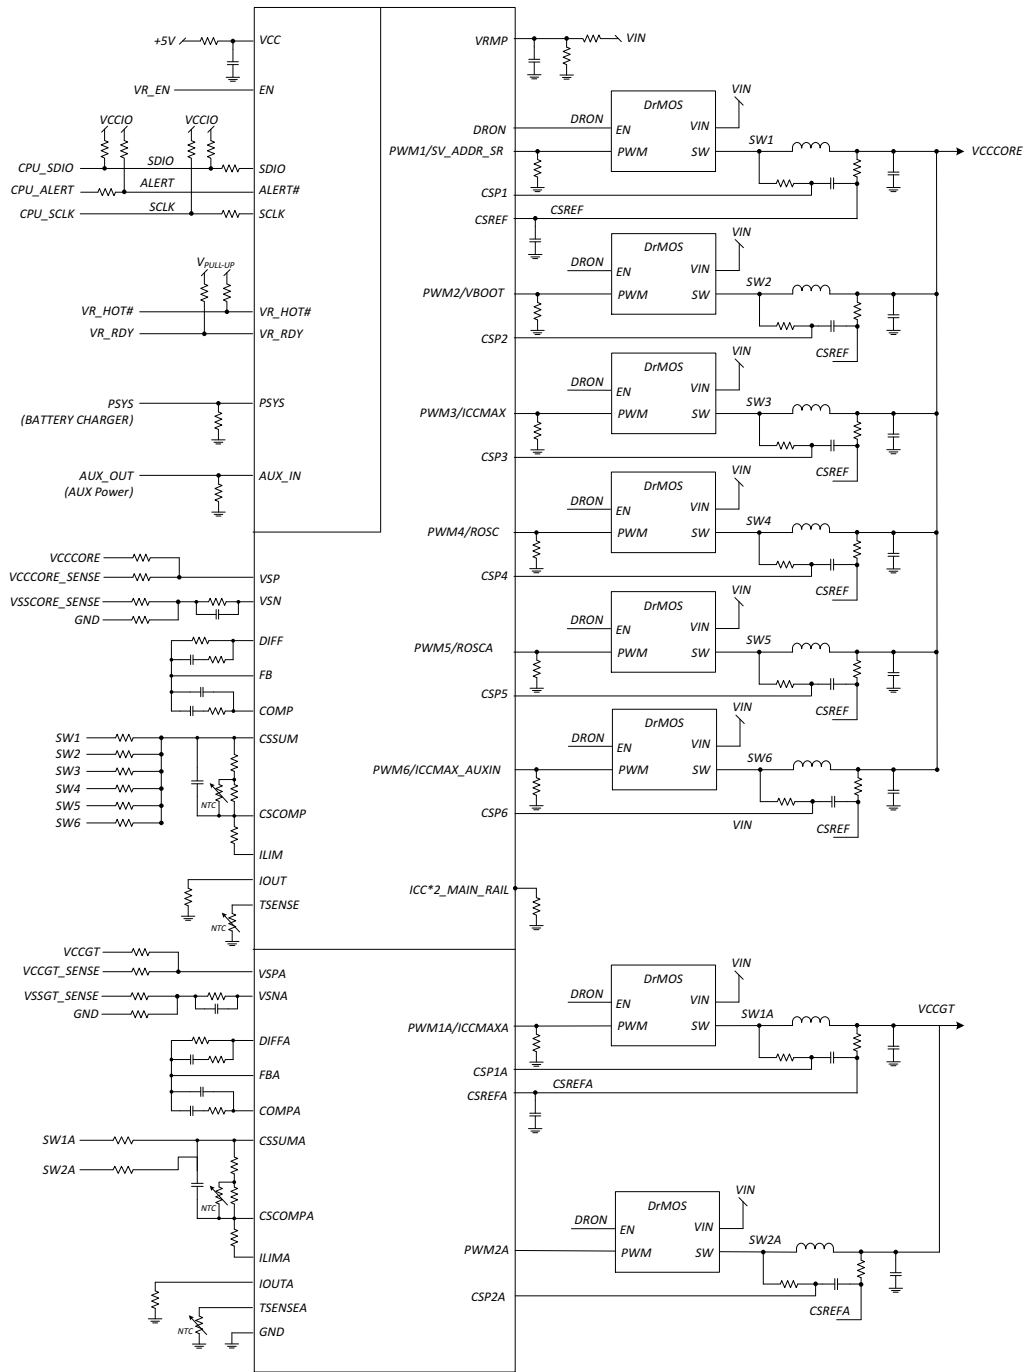 +5V
VCC
VR_EN
EN
VCCIO
VCCIO
CPU_SDIO
SDIO
SDIO
CPU_ALERT
ALERT
ALERT#
CPU_SCLK
SCLK
SCLK
VPULL-UP
VR_HOT#
VR_HOT#
VR_RDY
VR_RDY
PSYS
(BATTERY CHARGER)
PSYS
AUX_OUT
(AUX Power)
AUX_IN
VCCCORE
VCCCORE_SENSE
VSP
VSSCORE_SENSE
VSN
GND
DIFF
FB
COMP
SW1
SW2
SW3
SW4
SW5
SW6
CSSUM
NTC
CSCOMP
ILIM
IOUT
TSENSE
NTC
VCCGT
VCCGT_SENSE
VSPA
VSSGT_SENSE
VSNA
GND
DIFFA
FBA
COMPA
SW1A
CSSUMA
SW2A
NTC
CSCOMPA
ILIMA
IOUTA
TSENSEA
NTC
GND
VRMP
VIN
DrMOS
VIN
DRON
DRON
EN
VIN
PWM1/SV_ADDR_SR
PWM
SW
SW1
VCCCORE
CSP1
CSREF
CSREF
DrMOS
VIN
DRON
EN
VIN
PWM2/VBOOT
PWM
SW
SW2
CSP2
CSREF
DrMOS
VIN
DRON
EN
VIN
PWM3/ICCMAX
PWM
SW
SW3
CSP3
CSREF
DrMOS
VIN
DRON
EN
VIN
PWM4/ROSC
PWM
SW
SW4
CSP4
CSREF
DrMOS
VIN
DRON
EN
VIN
PWM5/ROSCA
PWM
SW
SW5
CSP5
CSREF
DrMOS
VIN
DRON
EN
VIN
PWM6/ICCMAX_AUXIN
PWM
SW
SW6
CSP6
VIN
CSREF
ICC*2_MAIN_RAIL
DrMOS
VIN
DRON
EN
VIN
PWM1A/ICCMAXA
PWM
SW
SW1A
VCCGT
CSP1A
CSREFA
CSREFA
DrMOS
VIN
DRON
EN
VIN
PWM2A
PWM
SW
SW2A
CSP2A
CSREFA